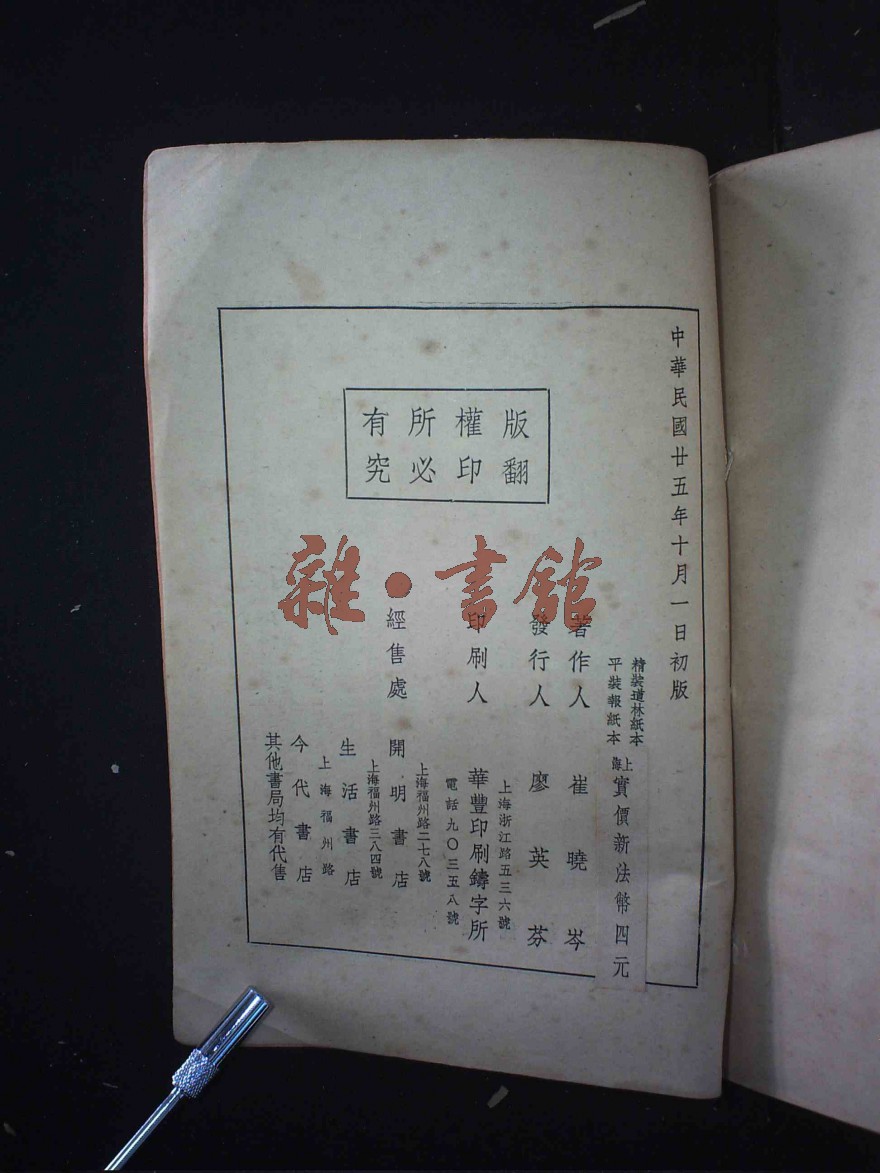 中華民國廿五年十月一日初版
版權所有
翻印必究
精裝道林紙本
平裝報紙本
上海實價新法幣四元
著作人 崔曉岑
發行人 廖英芬
上海浙江路五三六號
印刷人 華豐印刷鑄字所
電話九〇三五八號
上海福州路二七八號
經售處 開明書店
上海福州路三八四號
生活書店
上海福州路
今代書店
其他書局均有代售
雜·書館